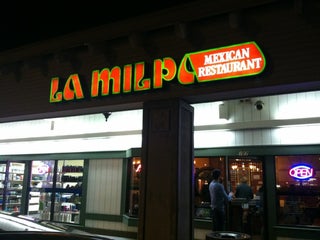 LA MILPA
MEXICAN
RESTAURANT
OPEN